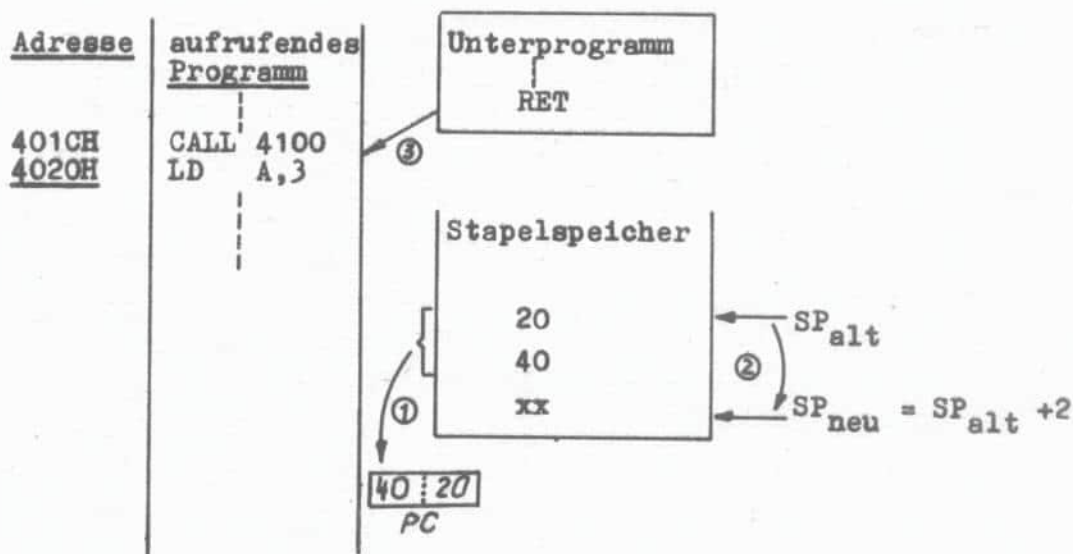 Adresse
aufrufendes
Programm
401CH CALL 4100
4020H LD A,3
Unterprogramm
RET
③
Stapelspeicher
20
40
xx
SPalt
②
SPneu = SPalt +2
①
40 20
PC